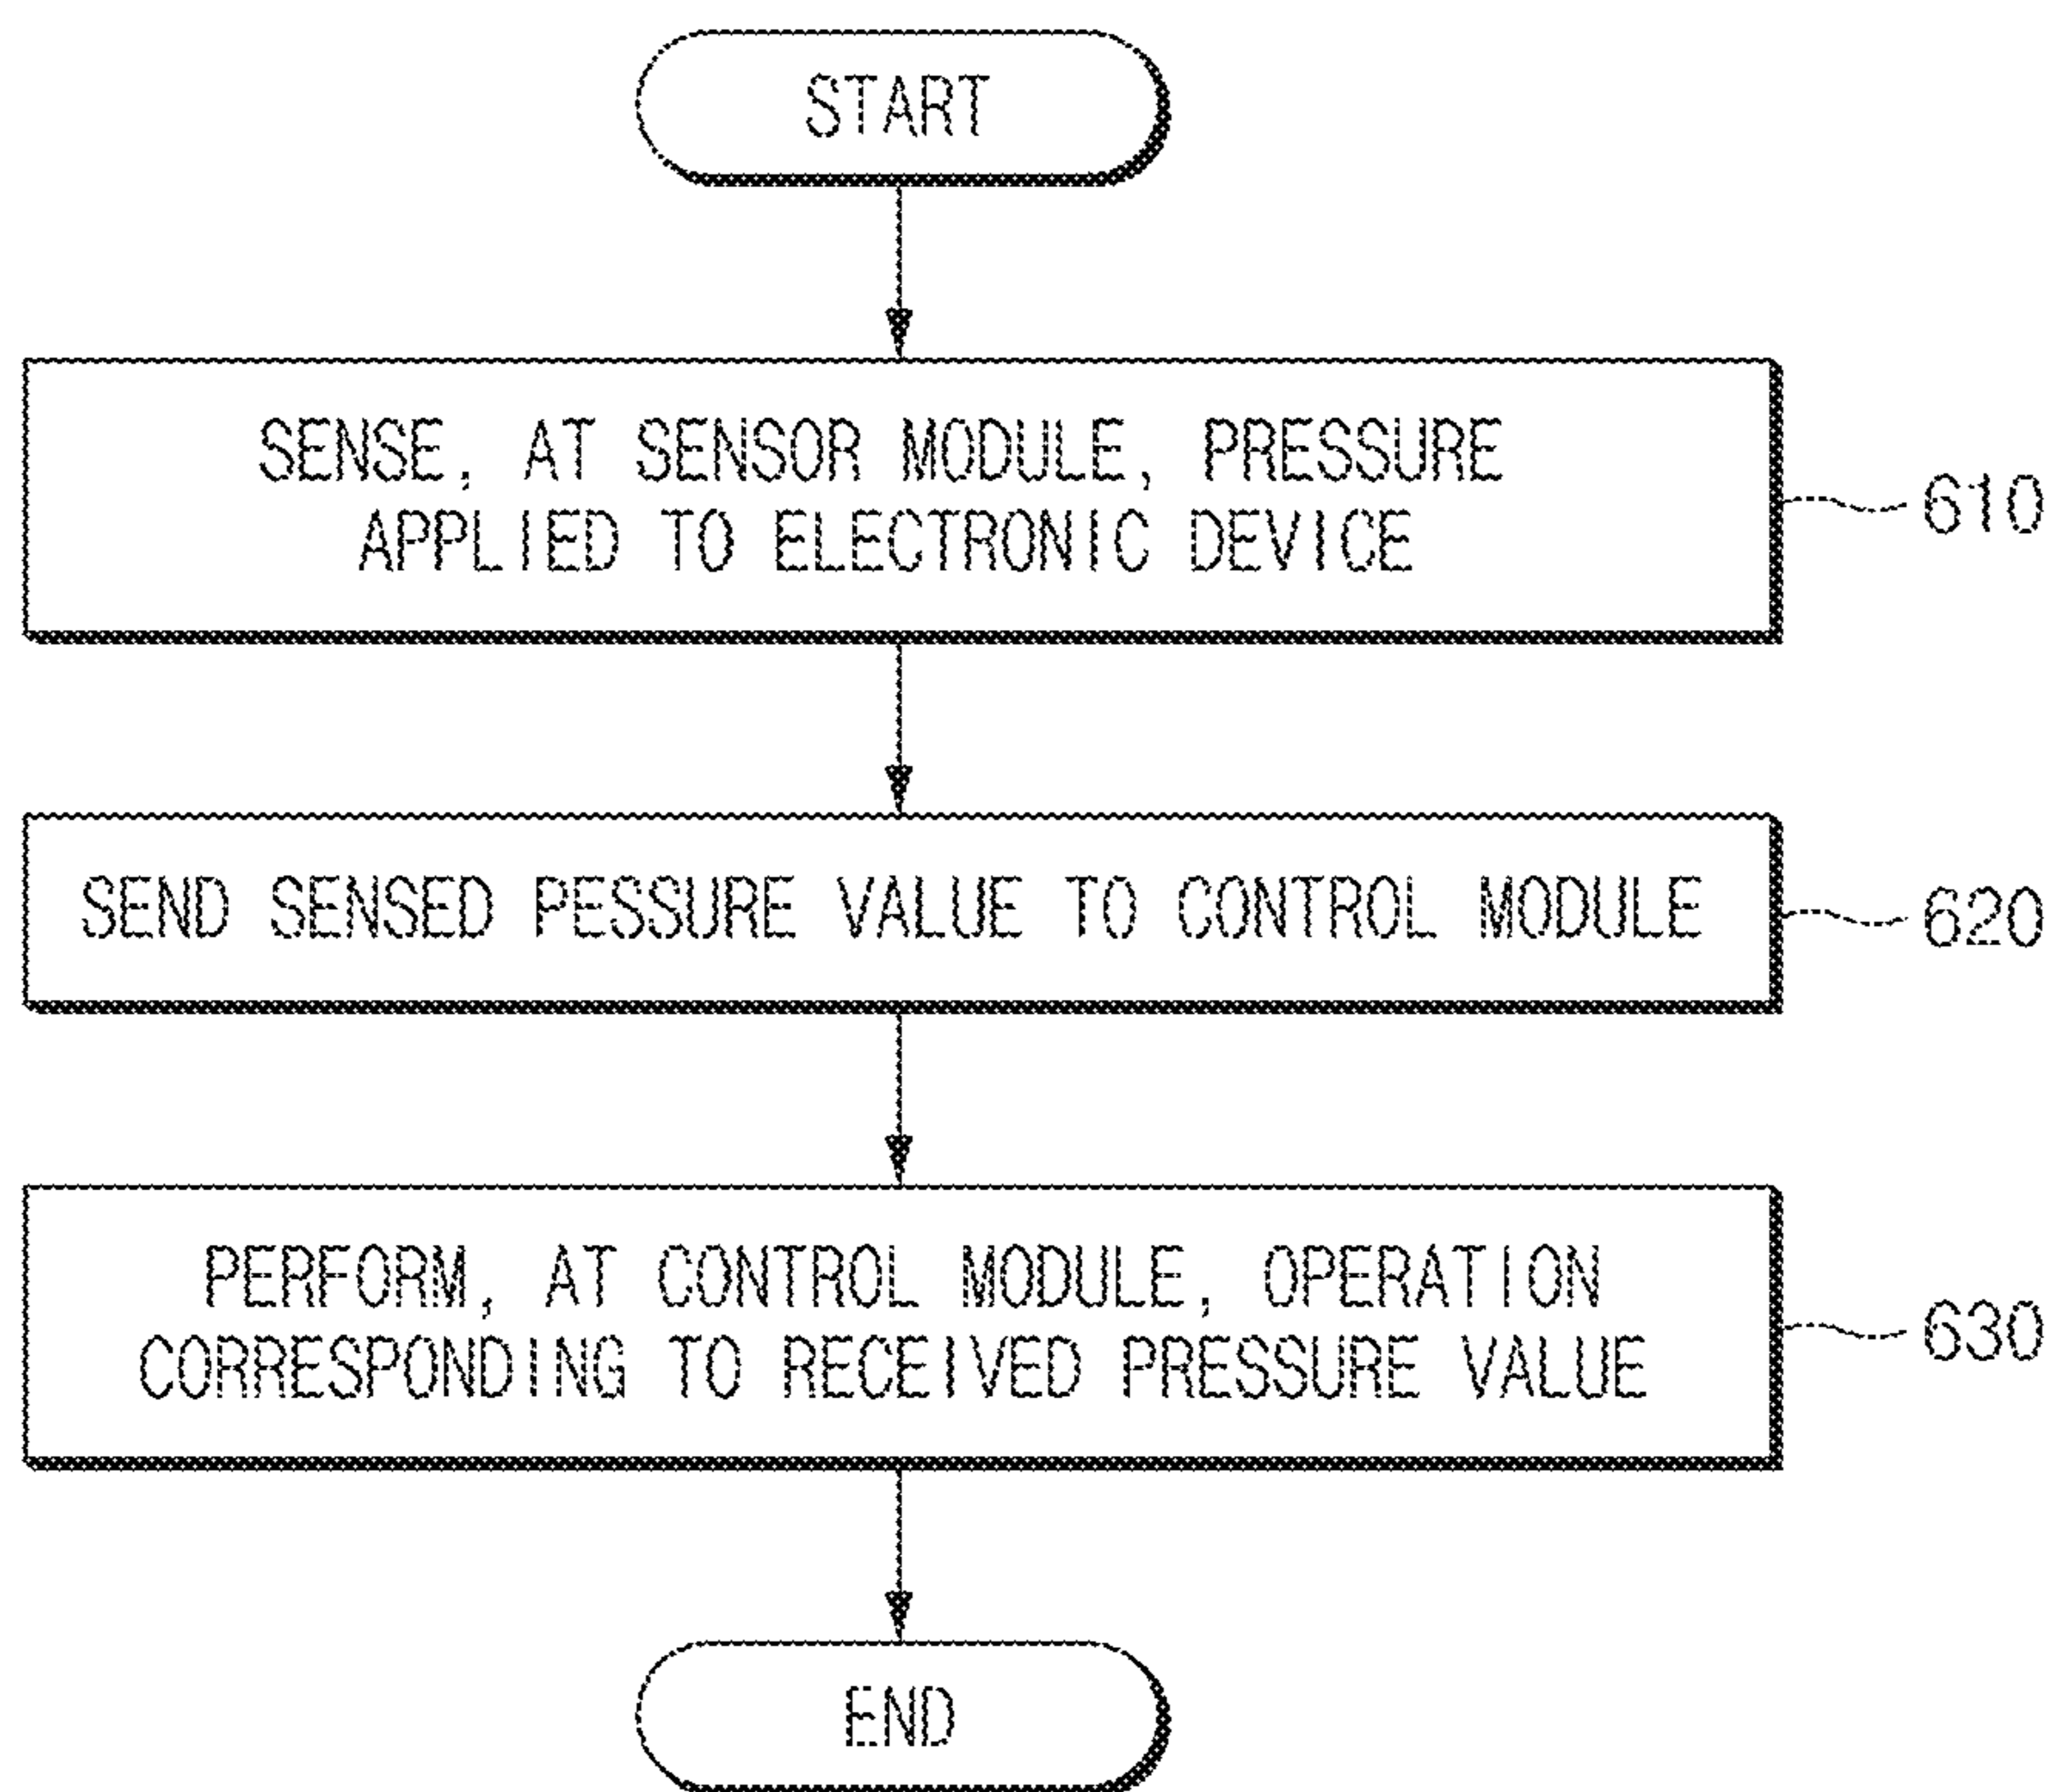 START
SENSE, AT SENSOR MODULE, PRESSURE
APPLIED TO ELECTRONIC DEVICE
610
SEND SENSED PESSURE VALUE TO CONTROL MODULE
620
PERFORM, AT CONTROL MODULE, OPERATION
CORRESPONDING TO RECEIVED PRESSURE VALUE
630
END